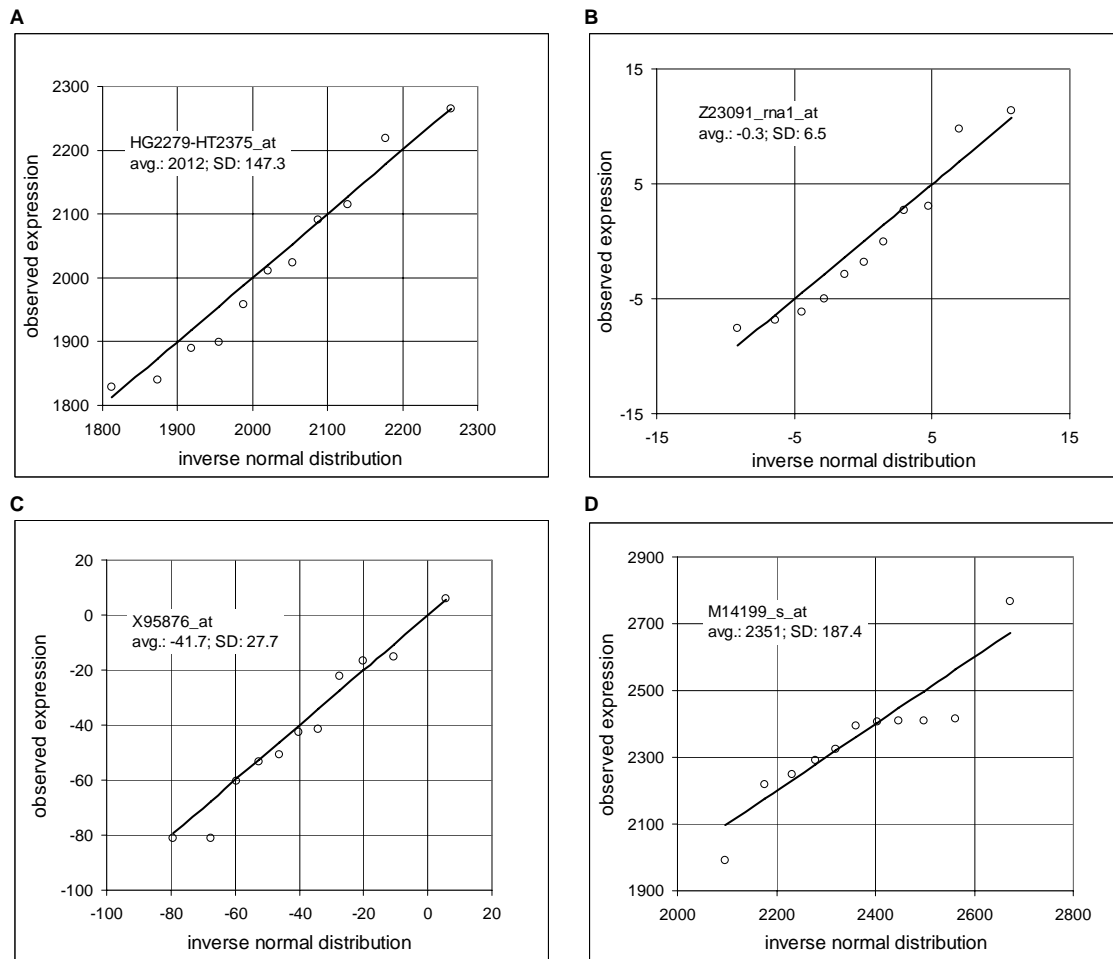 A
2300
2200
2100
2000
1900
1800
1800 1900 2000 2100 2200 2300
HG2279-HT2375_at
avg.: 2012; SD: 147.3
observed expression
inverse normal distribution
B
15
5
-5
-15
-15 -5 5 15
Z23091_rna1_at
avg.: -0.3; SD: 6.5
observed expression
inverse normal distribution
C
20
0
-20
-40
-60
-80
-100
-100 -80 -60 -40 -20 0 20
X95876_at
avg.: -41.7; SD: 27.7
observed expression
inverse normal distribution
D
2900
2700
2500
2300
2100
1900
2000 2200 2400 2600 2800
M14199_s_at
avg.: 2351; SD: 187.4
observed expression
inverse normal distribution